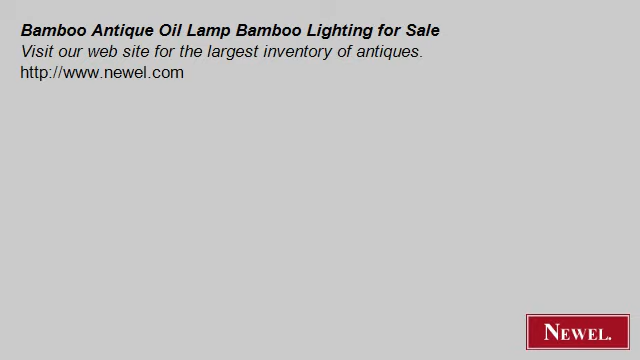 Bamboo Antique Oil Lamp Bamboo Lighting for Sale
Visit our web site for the largest inventory of antiques.
http://www.newel.com
NEWEL.